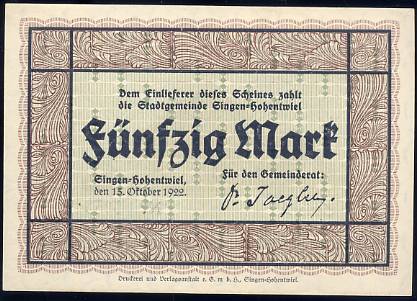 Dem Einlieferer dieses Scheines zahlt
die Stadtgemeinde Singen-Hohentwiel
Fünfzig Mark
Singen-Hohentwiel,
den 15. Oktober 1922.
Für den Gemeinderat:
Druckerei und Verlagsanstalt e. G. m. b. H., Singen-Hohentwiel.